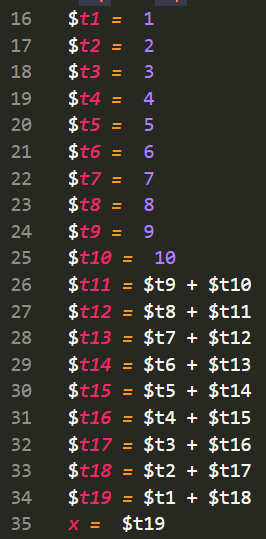 16 $t1 = 1
17 $t2 = 2
18 $t3 = 3
19 $t4 = 4
20 $t5 = 5
21 $t6 = 6
22 $t7 = 7
23 $t8 = 8
24 $t9 = 9
25 $t10 = 10
26 $t11 = $t9 + $t10
27 $t12 = $t8 + $t11
28 $t13 = $t7 + $t12
29 $t14 = $t6 + $t13
30 $t15 = $t5 + $t14
31 $t16 = $t4 + $t15
32 $t17 = $t3 + $t16
33 $t18 = $t2 + $t17
34 $t19 = $t1 + $t18
35 x = $t19